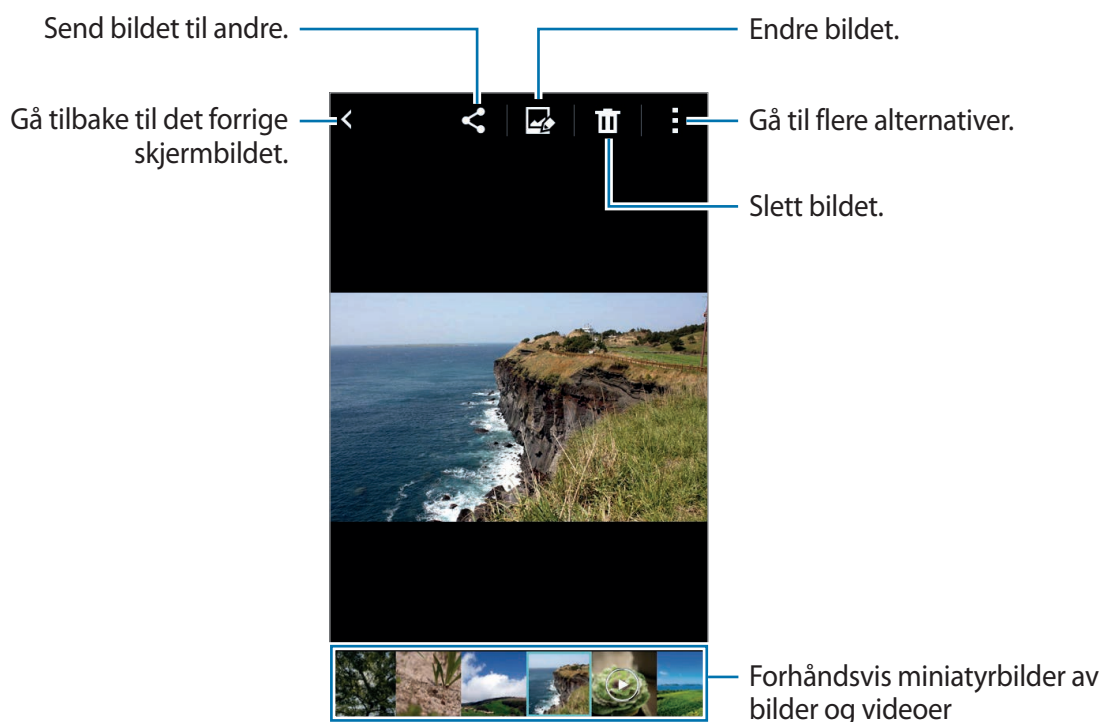 Send bildet til andre.
Endre bildet.
Gå tilbake til det forrige
skjermbildet.
Gå til flere alternativer.
Slett bildet.
Forhåndsvis miniatyrbilder av
bilder og videoer